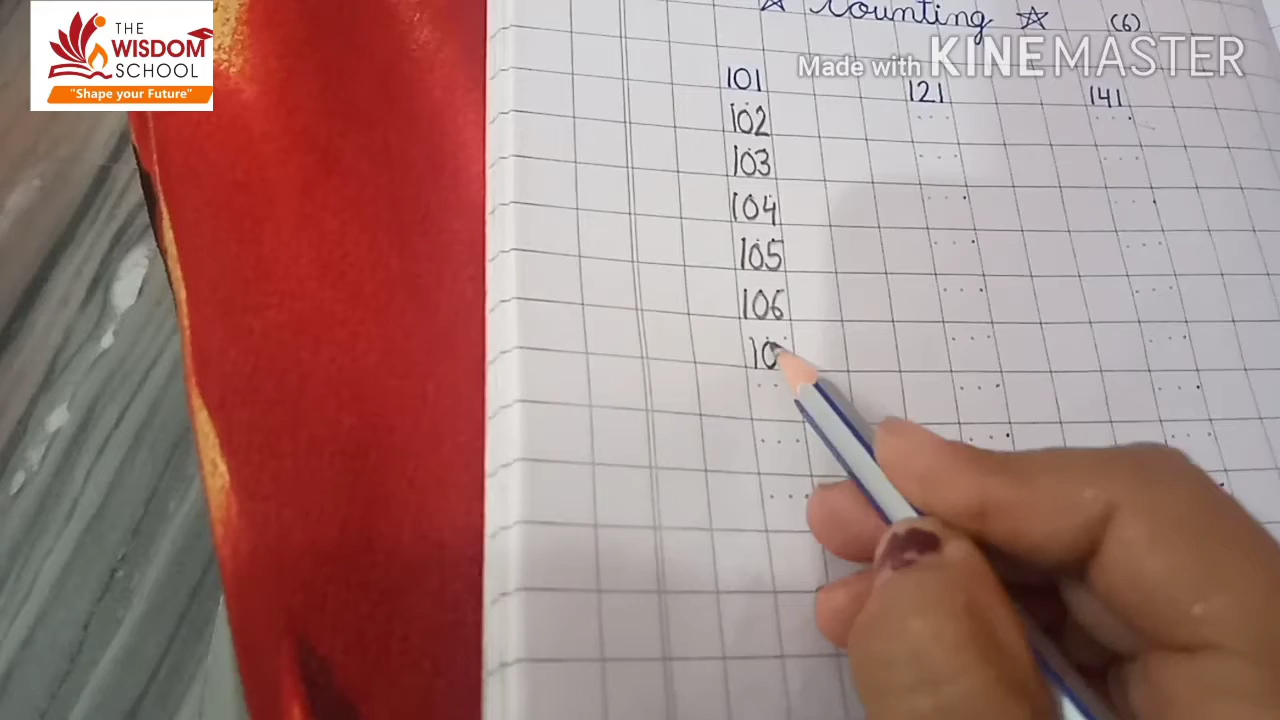 THE
WISDOM
SCHOOL
"Shape your Future"
☆ Counting ☆ (6)
Made with KINEMASTER
101 121 141
102
103
104
105
106
10